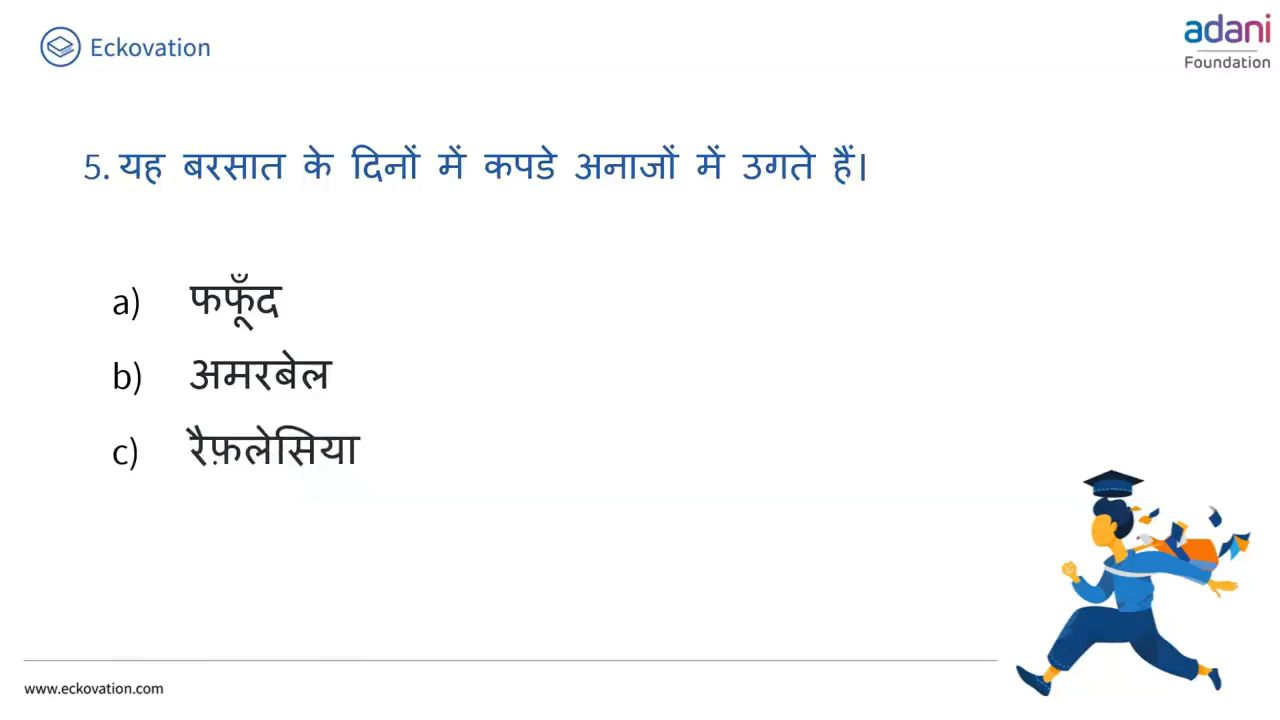 Eckovation
adani
Foundation
5. यह बरसात के दिनों में कपडे अनाजों में उगते हैं।
a) फफूँद
b) अमरबेल
c) रैफ़लेसिया
www.eckovation.com